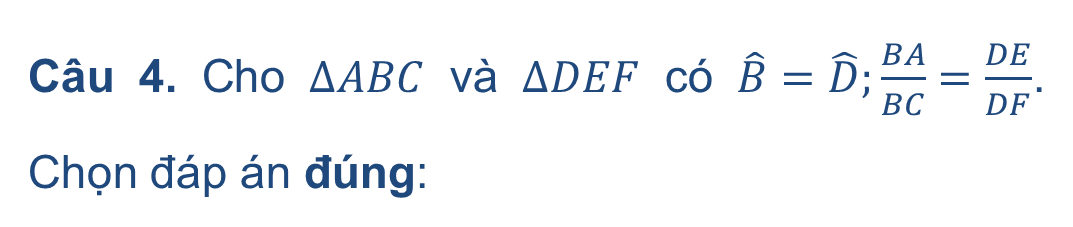 Câu 4. Cho ΔABC và ΔDEF có B̂ = D̂; BA/BC = DE/DF.
Chọn đáp án đúng: